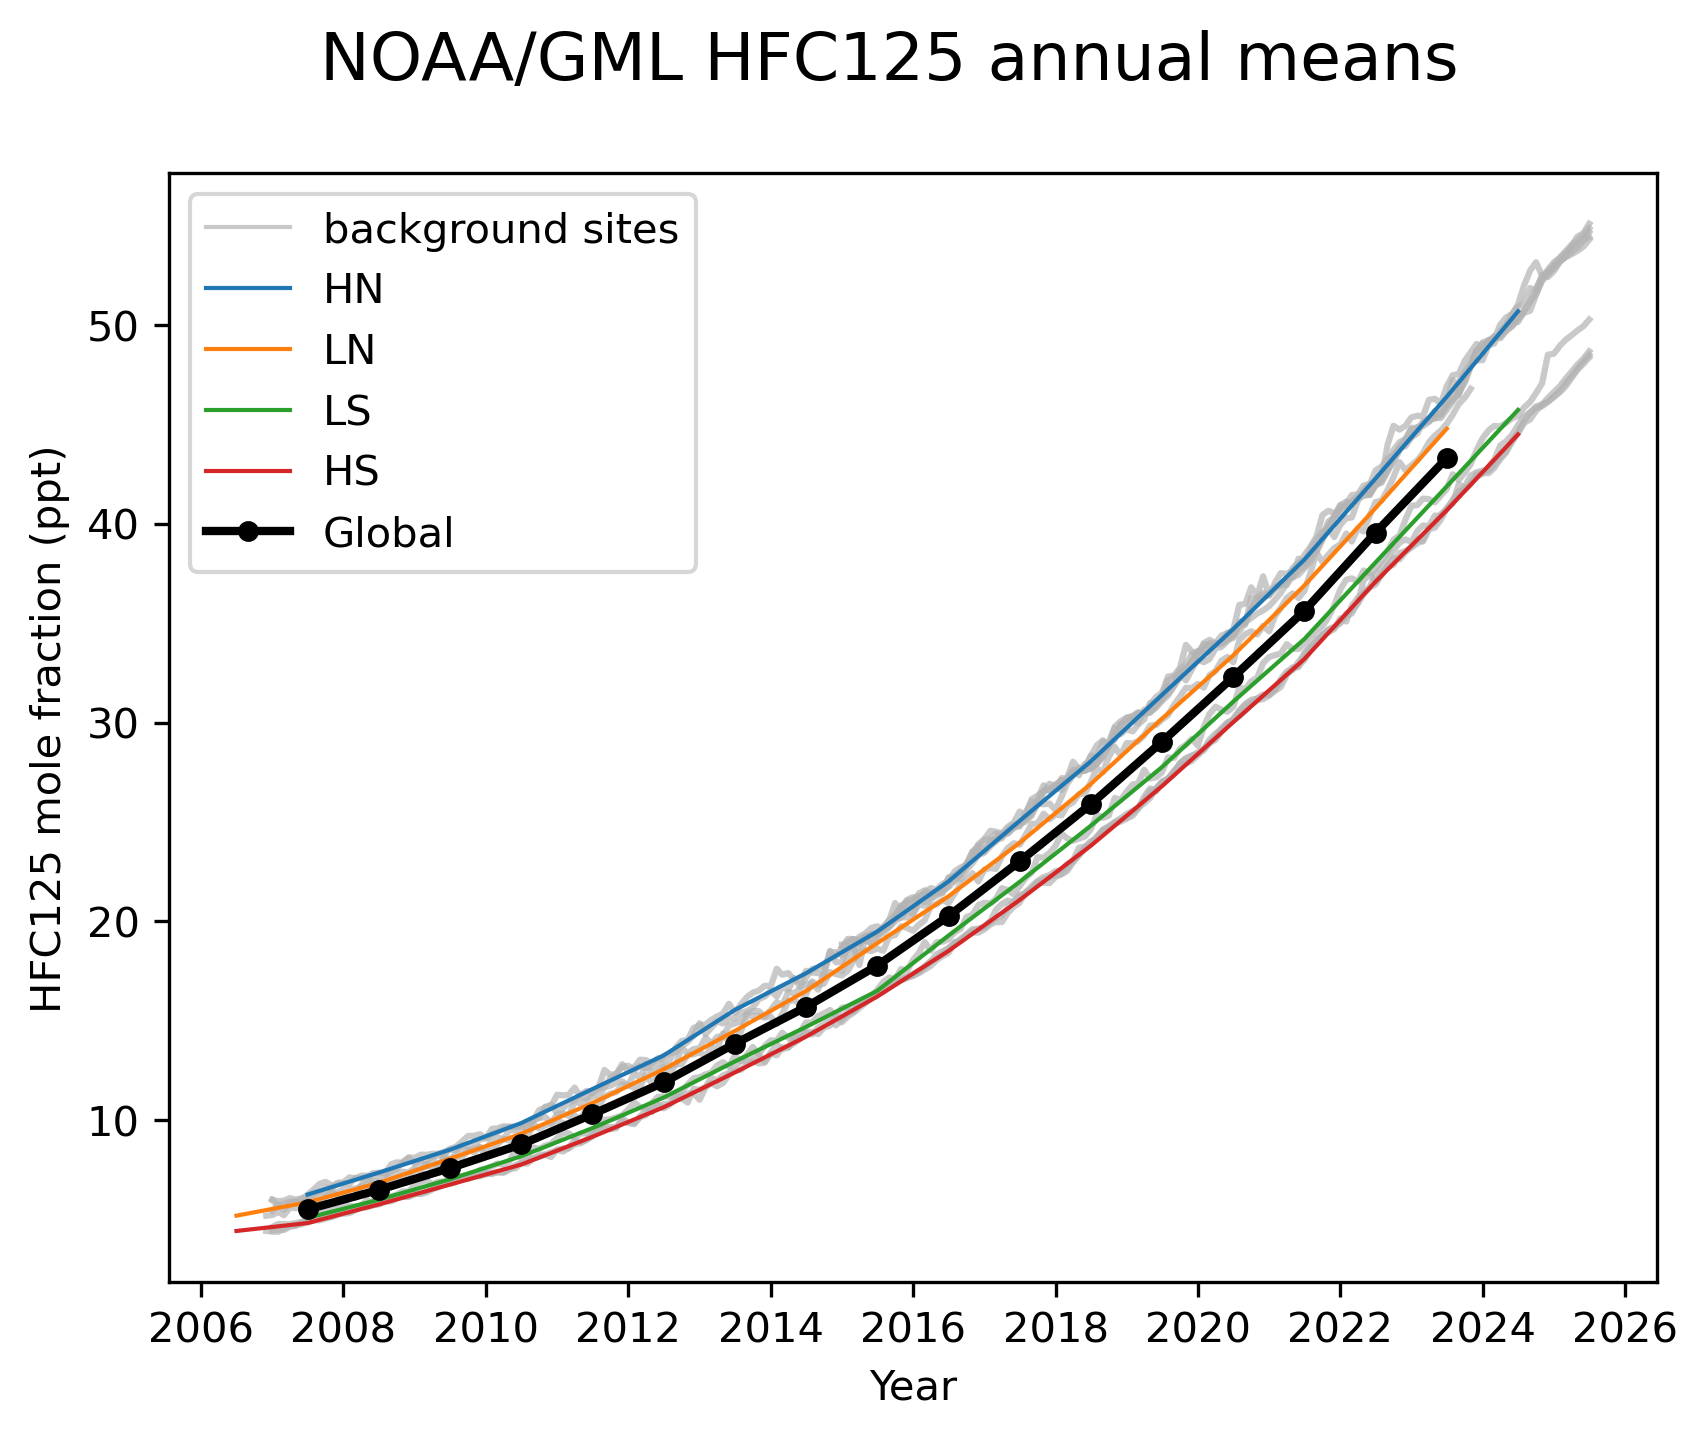 NOAA/GML HFC125 annual means
background sites
HN
LN
LS
HS
Global
HFC125 mole fraction (ppt)
50
40
30
20
10
2006 2008 2010 2012 2014 2016 2018 2020 2022 2024 2026
Year